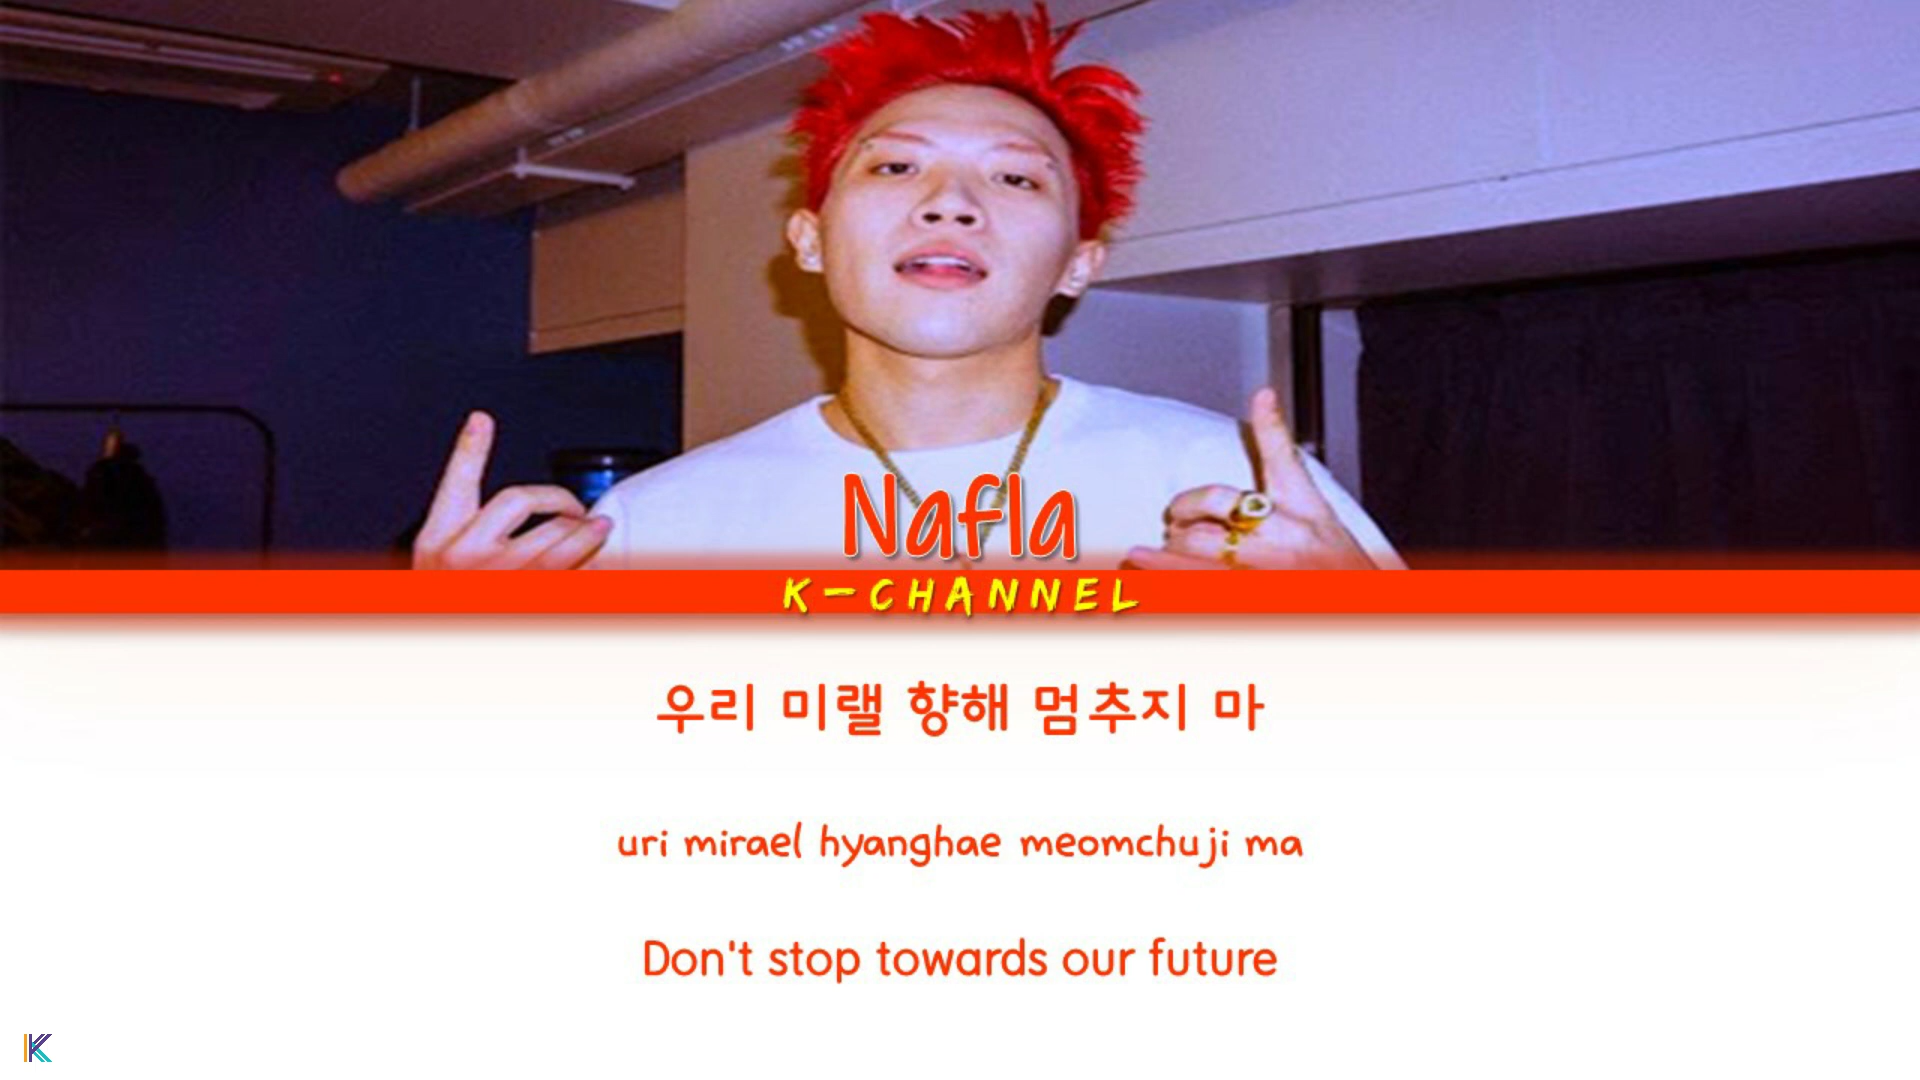 Nafla
K-CHANNEL
우리 미랠 향해 멈추지 마
uri mirael hyanghae meomchuji ma
Don't stop towards our future
K